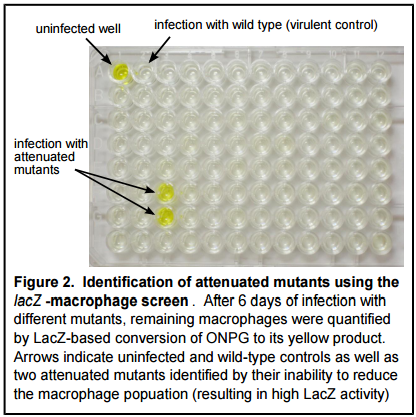 uninfected well
infection with wild type (virulent control)
infection with
attenuated
mutants
Figure 2.  Identification of attenuated mutants using the
lacZ -macrophage screen .  After 6 days of infection with
different mutants, remaining macrophages were quantified
by LacZ-based conversion of ONPG to its yellow product.
Arrows indicate uninfected and wild-type controls as well as
two attenuated mutants identified by their inability to reduce
the macrophage popuation (resulting in high LacZ activity)